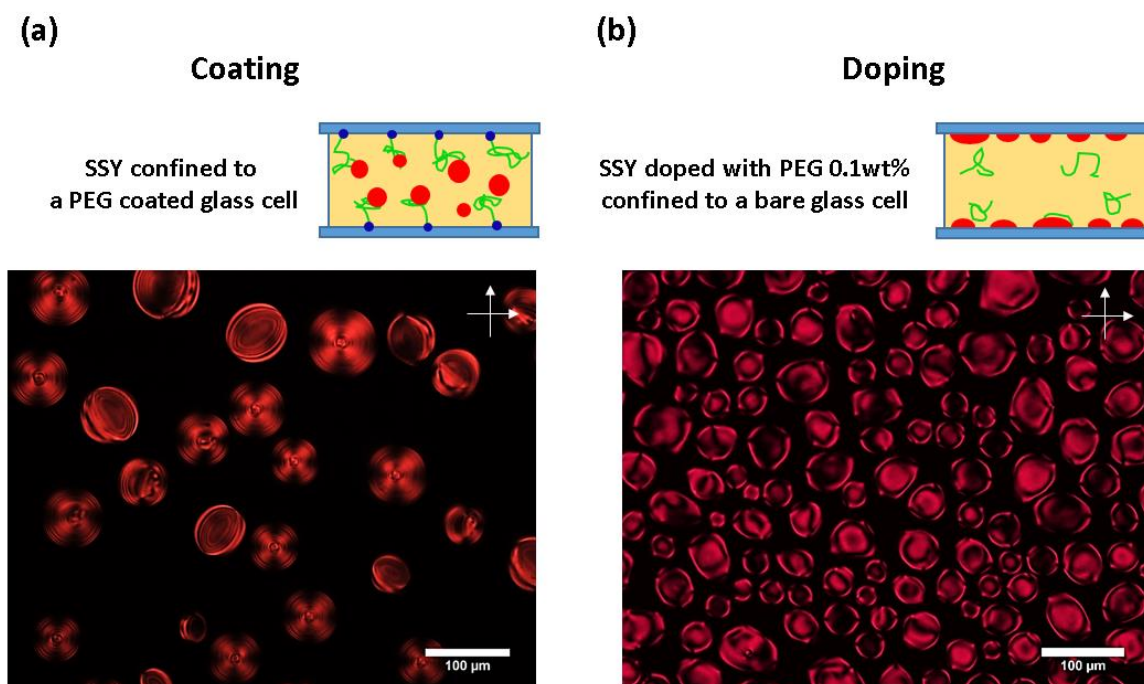 (a)
Coating
SSY confined to
a PEG coated glass cell
100 μm
(b)
Doping
SSY doped with PEG 0.1wt%
confined to a bare glass cell
100 μm